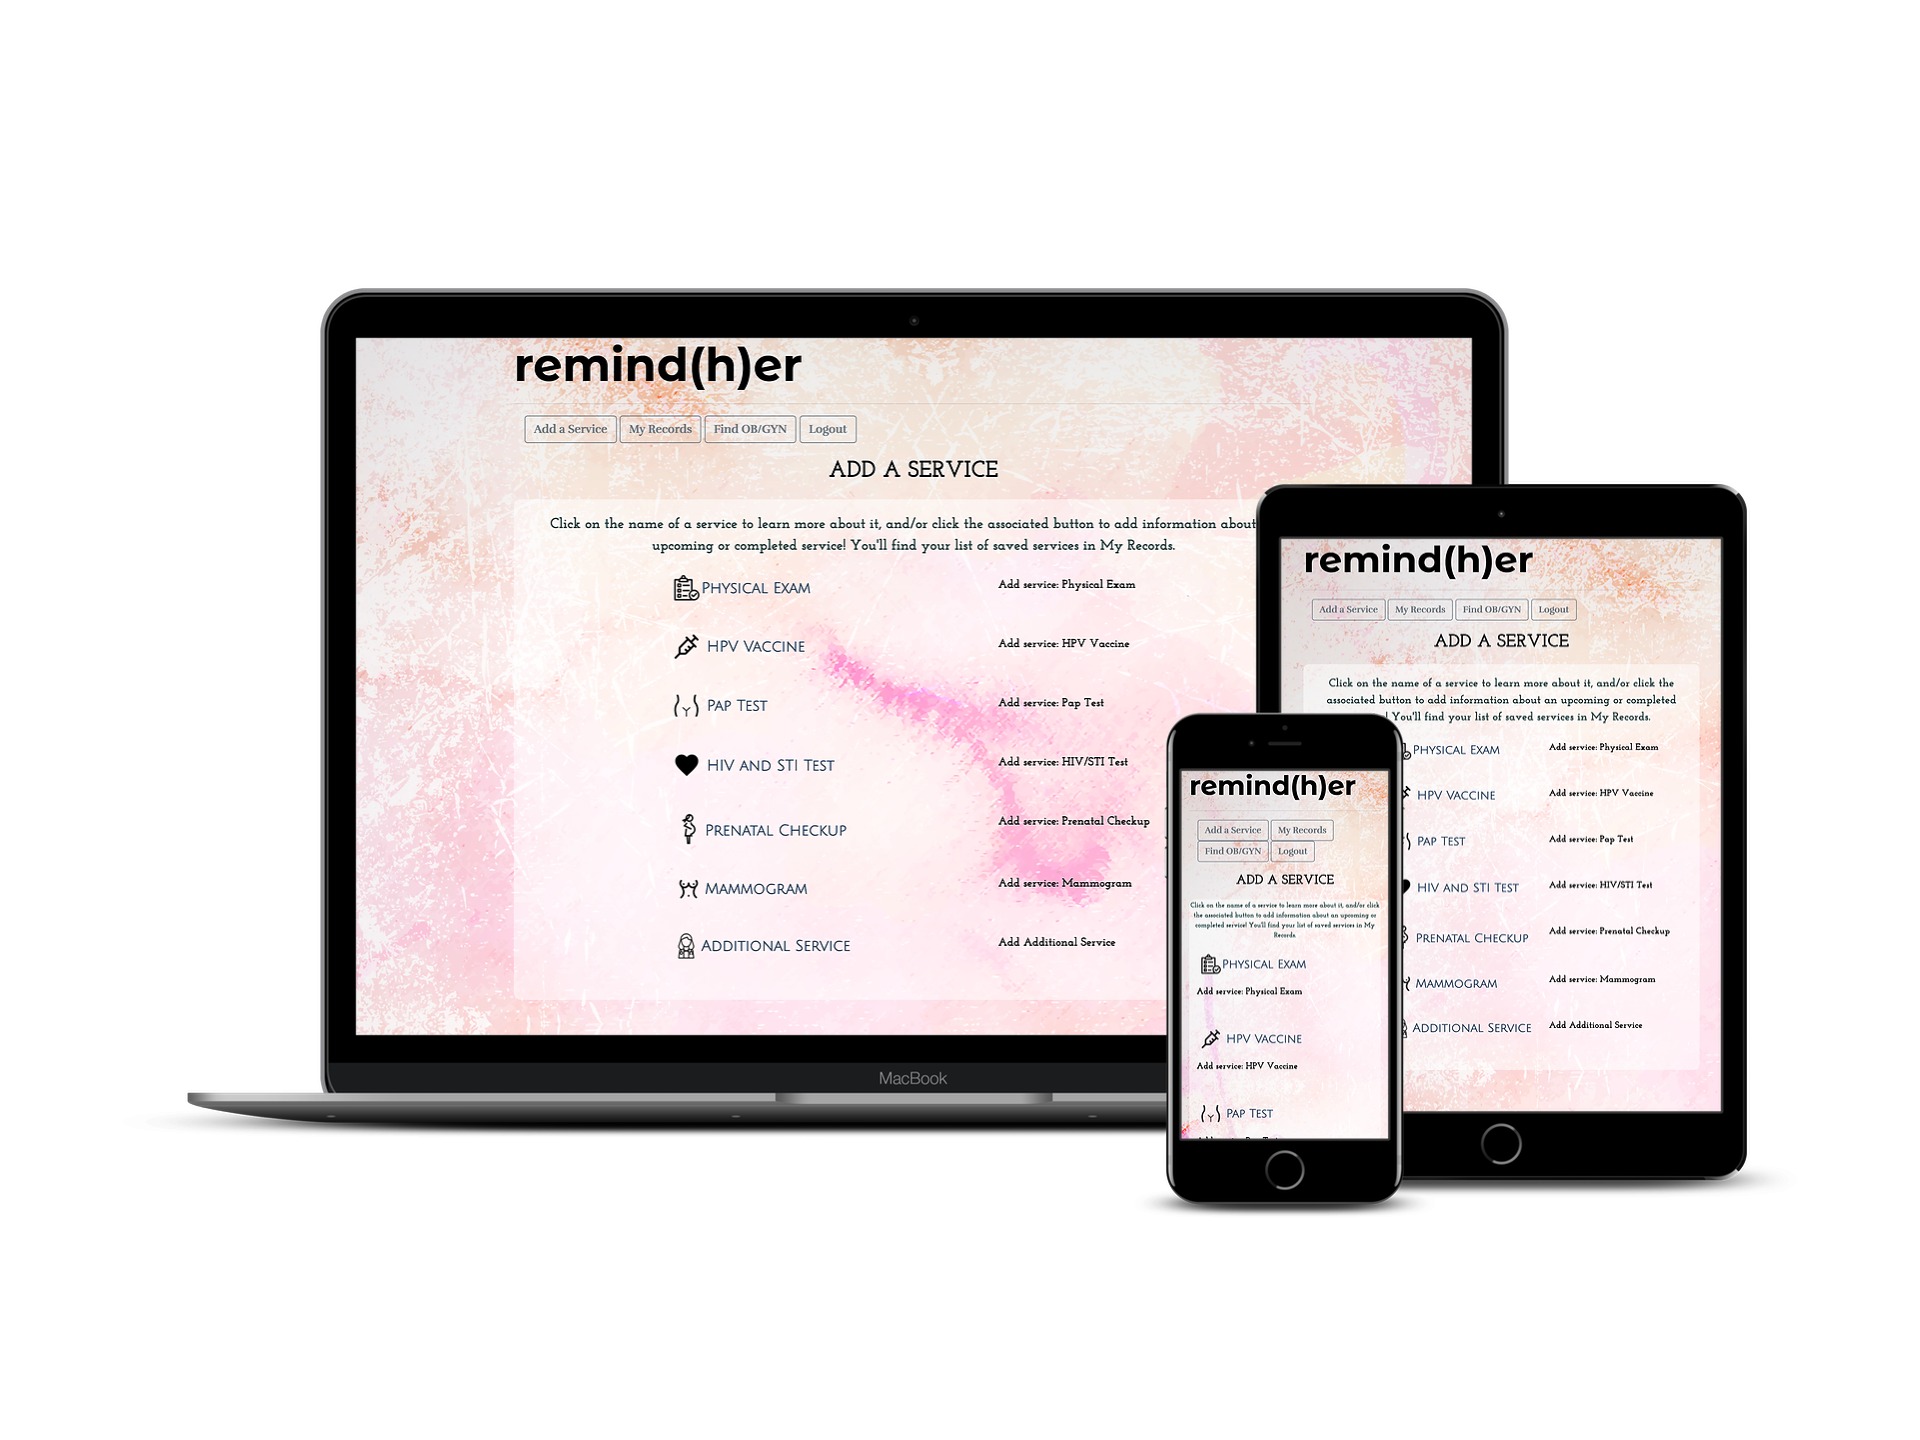 remind(h)er
Add a Service My Records Find OB/GYN Logout
ADD A SERVICE
Click on the name of a service to learn more about it, and/or click the associated button to add information about
upcoming or completed service! You'll find your list of saved services in My Records.
PHYSICAL EXAM Add service: Physical Exam
HPV VACCINE Add service: HPV Vaccine
PAP TEST Add service: Pap Test
HIV AND STI TEST Add service: HIV/STI Test
PRENATAL CHECKUP Add service: Prenatal Checkup
MAMMOGRAM Add service: Mammogram
ADDITIONAL SERVICE Add Additional Service
MacBook
remind(h)er
Add a Service My Records Find OB/GYN Logout
ADD A SERVICE
Click on the name of a service to learn more about it, and/or click the
associated button to add information about an upcoming or completed
! You'll find your list of saved services in My Records.
PHYSICAL EXAM Add service: Physical Exam
HPV VACCINE Add service: HPV Vaccine
PAP TEST Add service: Pap Test
HIV AND STI TEST Add service: HIV/STI Test
PRENATAL CHECKUP Add service: Prenatal Checkup
MAMMOGRAM Add service: Mammogram
ADDITIONAL SERVICE Add Additional Service
remind(h)er
Add a Service My Records
Find OB/GYN Logout
ADD A SERVICE
Click on the name of a service to learn more about it, and/or click
the associated button to add information about an upcoming or
completed service! You'll find your list of saved services in My
Records.
PHYSICAL EXAM
Add service: Physical Exam
HPV VACCINE
Add service: HPV Vaccine
PAP TEST